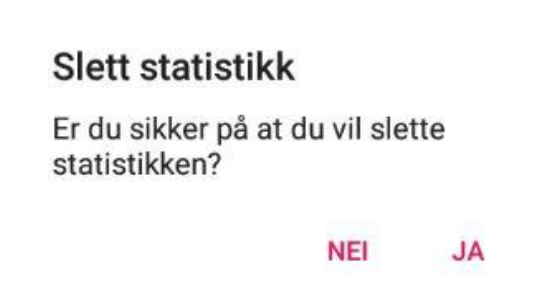 Slett statistikk
Er du sikker på at du vil slette
statistikken?
NEI JA